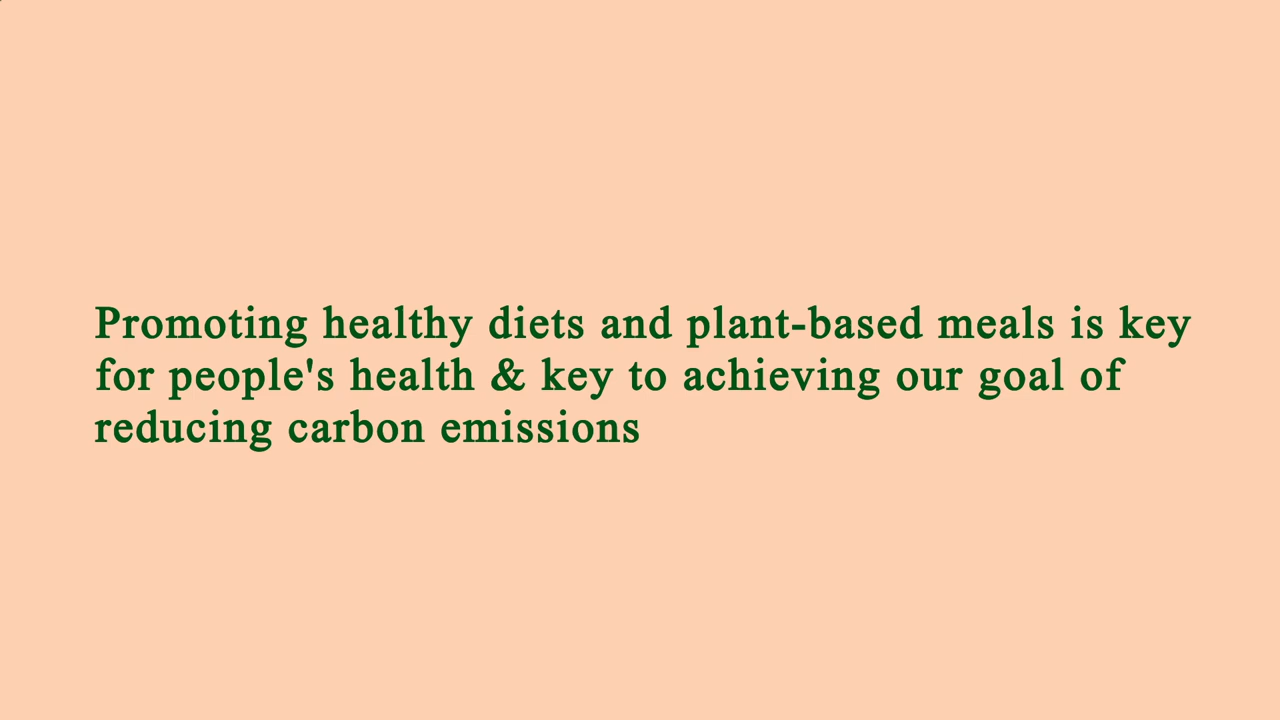 Promoting healthy diets and plant-based meals is key
for people's health & key to achieving our goal of
reducing carbon emissions